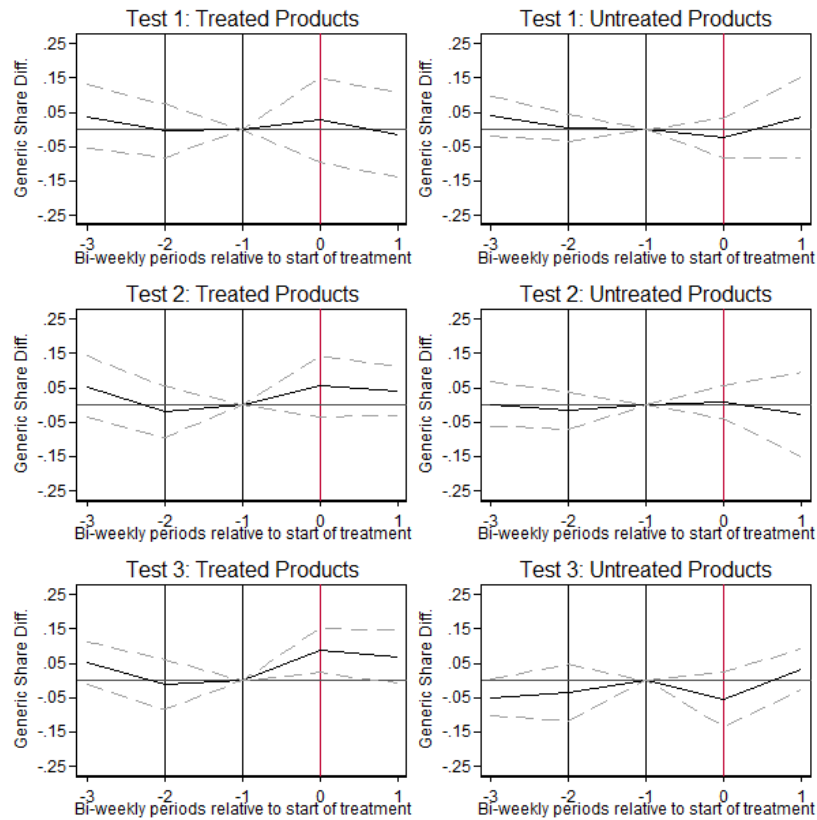 Test 1: Treated Products
Generic Share Diff.
.25
.15
.05
-.05
-.15
-.25
-3 -2 -1 0 1
Bi-weekly periods relative to start of treatment
Test 1: Untreated Products
Generic Share Diff.
.25
.15
.05
-.05
-.15
-.25
-3 -2 -1 0 1
Bi-weekly periods relative to start of treatment
Test 2: Treated Products
Generic Share Diff.
.25
.15
.05
-.05
-.15
-.25
-3 -2 -1 0 1
Bi-weekly periods relative to start of treatment
Test 2: Untreated Products
Generic Share Diff.
.25
.15
.05
-.05
-.15
-.25
-3 -2 -1 0 1
Bi-weekly periods relative to start of treatment
Test 3: Treated Products
Generic Share Diff.
.25
.15
.05
-.05
-.15
-.25
-3 -2 -1 0 1
Bi-weekly periods relative to start of treatment
Test 3: Untreated Products
Generic Share Diff.
.25
.15
.05
-.05
-.15
-.25
-3 -2 -1 0 1
Bi-weekly periods relative to start of treatment